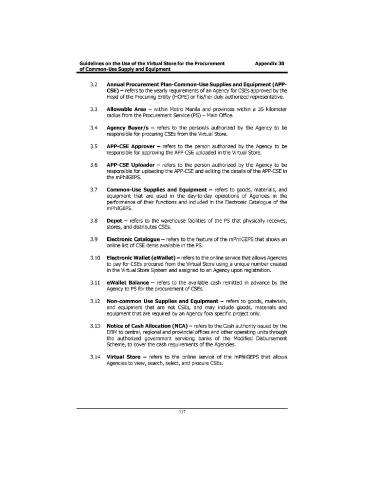 Guidelines on the Use of the Virtual Store for the Procurement Appendix 30
of Common-Use Supply and Equipment
3.2 Annual Procurement Plan-Common-Use Supplies and Equipment (APP-
CSE) – refers to the yearly requirements of an Agency for CSEs approved by the
Head of the Procuring Entity (HOPE) or his/her duly authorized representative.
3.3 Allowable Area – within Metro Manila and provinces within a 35 kilometer
radius from the Procurement Service (PS) – Main Office.
3.4 Agency Buyer/s – refers to the person/s authorized by the Agency to be
responsible for procuring CSEs from the Virtual Store.
3.5 APP-CSE Approver – refers to the person authorized by the Agency to be
responsible for approving the APP-CSE uploaded in the Virtual Store.
3.6 APP-CSE Uploader – refers to the person authorized by the Agency to be
responsible for uploading the APP-CSE and editing the details of the APP-CSE in
the mPhilGEPS.
3.7 Common-Use Supplies and Equipment – refers to goods, materials, and
equipment that are used in the day-to-day operations of Agencies in the
performance of their functions and included in the Electronic Catalogue of the
mPhilGEPS.
3.8 Depot – refers to the warehouse facilities of the PS that physically receives,
stores, and distributes CSEs.
3.9 Electronic Catalogue – refers to the feature of the mPhilGEPS that shows an
online list of CSE items available in the PS.
3.10 Electronic Wallet (eWallet) – refers to the online service that allows Agencies
to pay for CSEs procured from the Virtual Store using a unique number created
in the Virtual Store System and assigned to an Agency upon registration.
3.11 eWallet Balance – refers to the available cash remitted in advance by the
Agency to PS for the procurement of CSEs.
3.12 Non-common Use Supplies and Equipment – refers to goods, materials,
and equipment that are not CSEs, and may include goods, materials and
equipment that are required by an Agency for a specific project only.
3.13 Notice of Cash Allocation (NCA) – refers to the Cash authority issued by the
DBM to central, regional and provincial offices and other operating units through
the authorized government servicing banks of the Modified Disbursement
Scheme, to cover the cash requirements of the Agencies.
3.14 Virtual Store – refers to the online service of the mPhilGEPS that allows
Agencies to view, search, select, and procure CSEs.
317